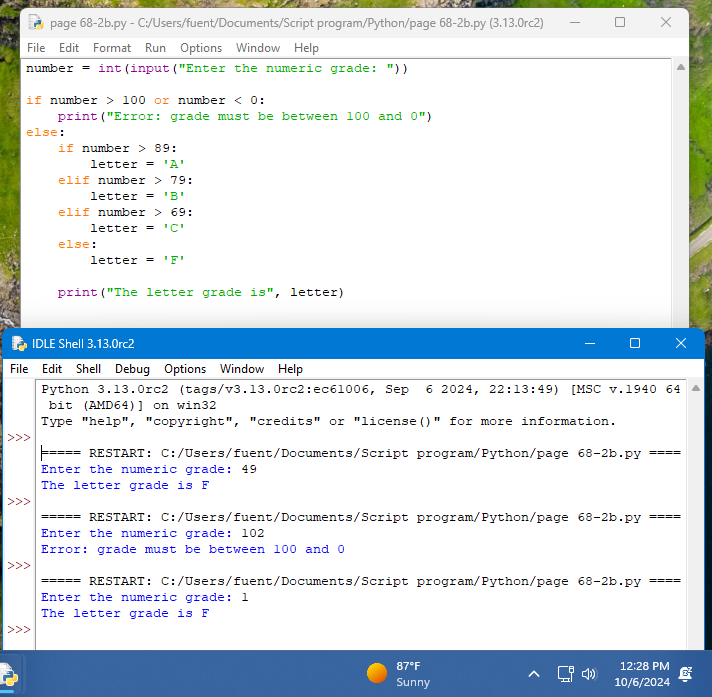 page 68-2b.py - C:/Users/fuent/Documents/Script program/Python/page 68-2b.py (3.13.0rc2)
File Edit Format Run Options Window Help
number = int(input("Enter the numeric grade: "))
if number > 100 or number < 0:
    print("Error: grade must be between 100 and 0")
else:
    if number > 89:
        letter = 'A'
    elif number > 79:
        letter = 'B'
    elif number > 69:
        letter = 'C'
    else:
        letter = 'F'
    print("The letter grade is", letter)
IDLE Shell 3.13.0rc2
File Edit Shell Debug Options Window Help
Python 3.13.0rc2 (tags/v3.13.0rc2:ec61006, Sep  6 2024, 22:13:49) [MSC v.1940 64
 bit (AMD64)] on win32
Type "help", "copyright", "credits" or "license()" for more information.
>>>
===== RESTART: C:/Users/fuent/Documents/Script program/Python/page 68-2b.py ====
Enter the numeric grade: 49
The letter grade is F
>>>
===== RESTART: C:/Users/fuent/Documents/Script program/Python/page 68-2b.py ====
Enter the numeric grade: 102
Error: grade must be between 100 and 0
>>>
===== RESTART: C:/Users/fuent/Documents/Script program/Python/page 68-2b.py ====
Enter the numeric grade: 1
The letter grade is F
>>>
87°F
Sunny
12:28 PM
10/6/2024